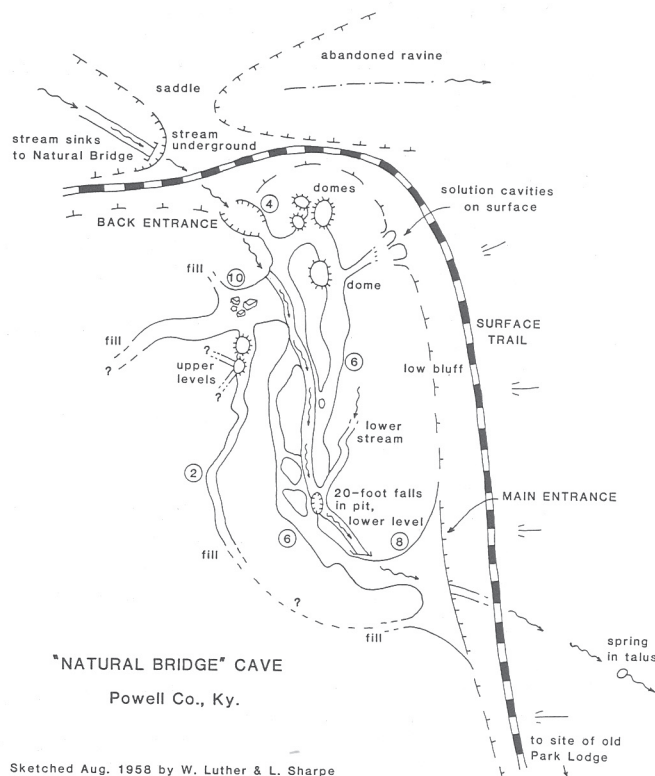 abandoned ravine
saddle
stream sinks
to Natural Bridge
stream
underground
domes
solution cavities
on surface
4
BACK ENTRANCE
fill
10
dome
SURFACE
TRAIL
fill
?
?
upper
levels
?
6
low bluff
lower
stream
2
20-foot falls
in pit,
lower level
MAIN ENTRANCE
6
8
fill
?
fill
spring
in talus
"NATURAL BRIDGE" CAVE
Powell Co., Ky.
to site of old
Park Lodge
Sketched Aug. 1958 by W. Luther & L. Sharpe